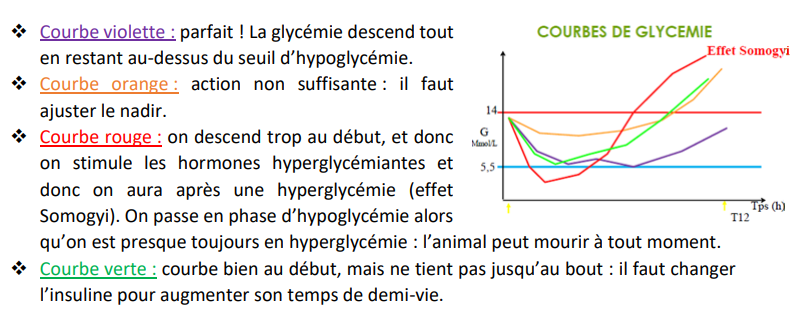 ❖ Courbe violette : parfait ! La glycémie descend tout
en restant au-dessus du seuil d’hypoglycémie.
❖ Courbe orange : action non suffisante : il faut
ajuster le nadir.
❖ Courbe rouge : on descend trop au début, et donc
on stimule les hormones hyperglycémiantes et
donc on aura après une hyperglycémie (effet
Somogyi). On passe en phase d’hypoglycémie alors
qu’on est presque toujours en hyperglycémie : l’animal peut mourir à tout moment.
❖ Courbe verte : courbe bien au début, mais ne tient pas jusqu’au bout : il faut changer
l’insuline pour augmenter son temps de demi-vie.
COURBES DE GLYCEMIE
Effet Somogyi
14
G
Mmol/L
5,5
Tps (h)
T12